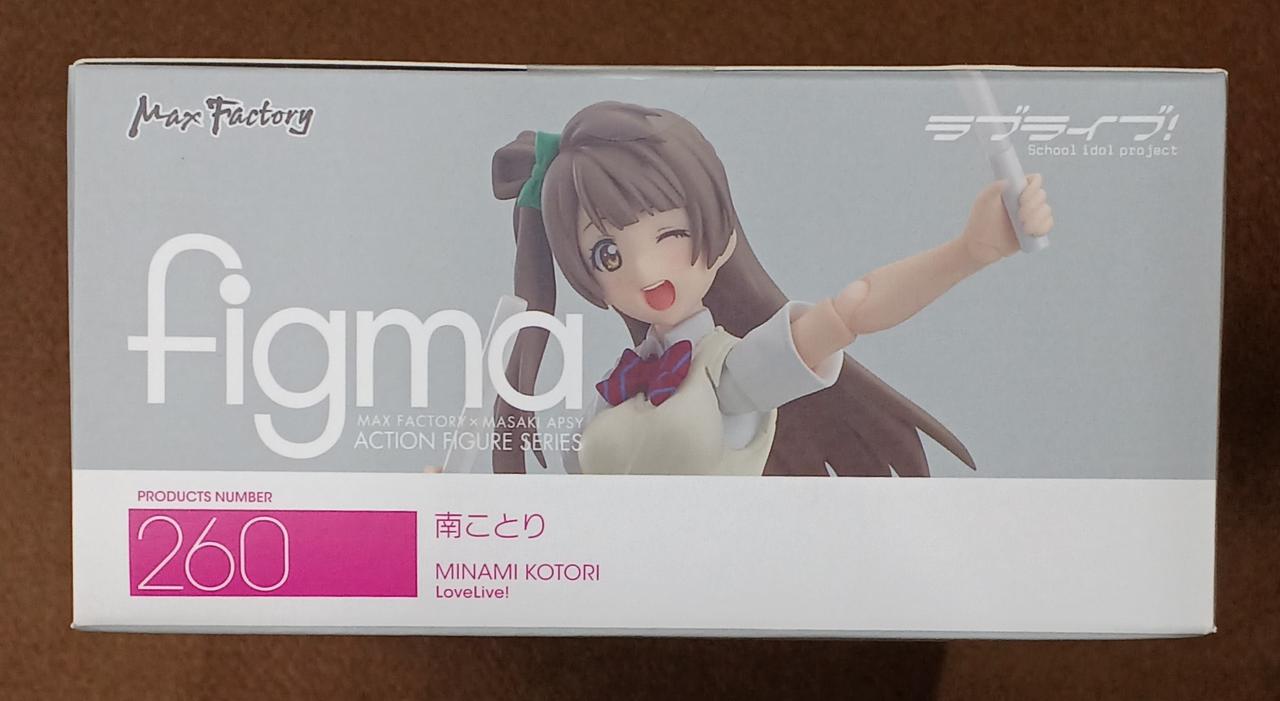 Max Factory
ラブライブ!
School idol project
figma
MAX FACTORY × MASAKI APSY
ACTION FIGURE SERIES
PRODUCTS NUMBER
260
南ことり
MINAMI KOTORI
LoveLive!